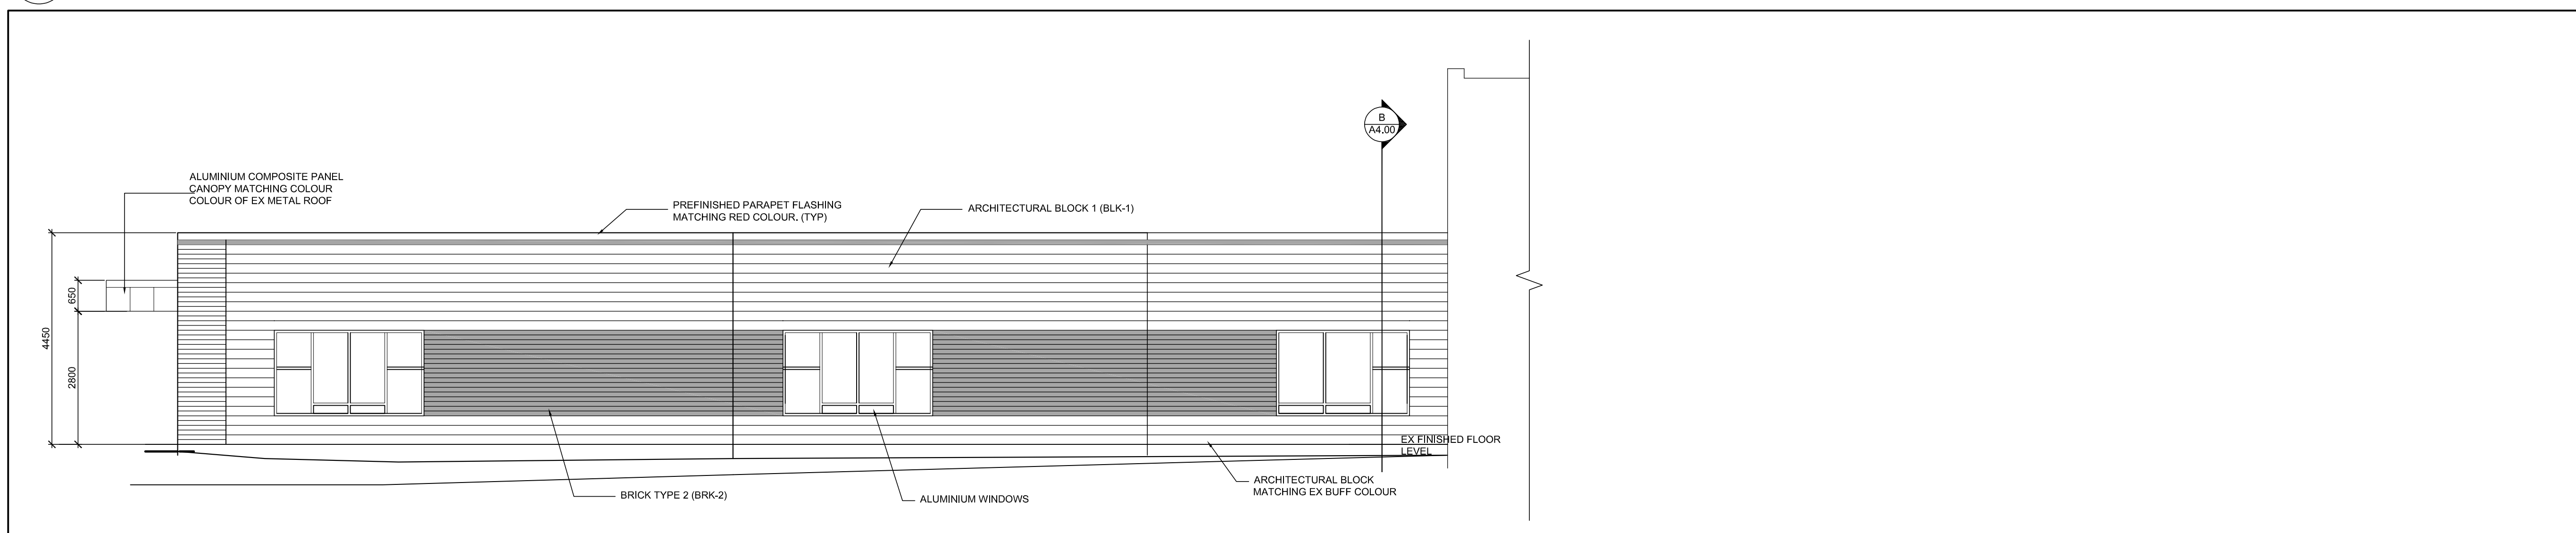 B
A4.00
ALUMINIUM COMPOSITE PANEL
CANOPY MATCHING COLOUR
COLOUR OF EX METAL ROOF
PREFINISHED PARAPET FLASHING
MATCHING RED COLOUR. (TYP)
ARCHITECTURAL BLOCK 1 (BLK-1)
650
4450
2800
EX FINISHED FLOOR
LEVEL
ARCHITECTURAL BLOCK
MATCHING EX BUFF COLOUR
BRICK TYPE 2 (BRK-2)
ALUMINIUM WINDOWS